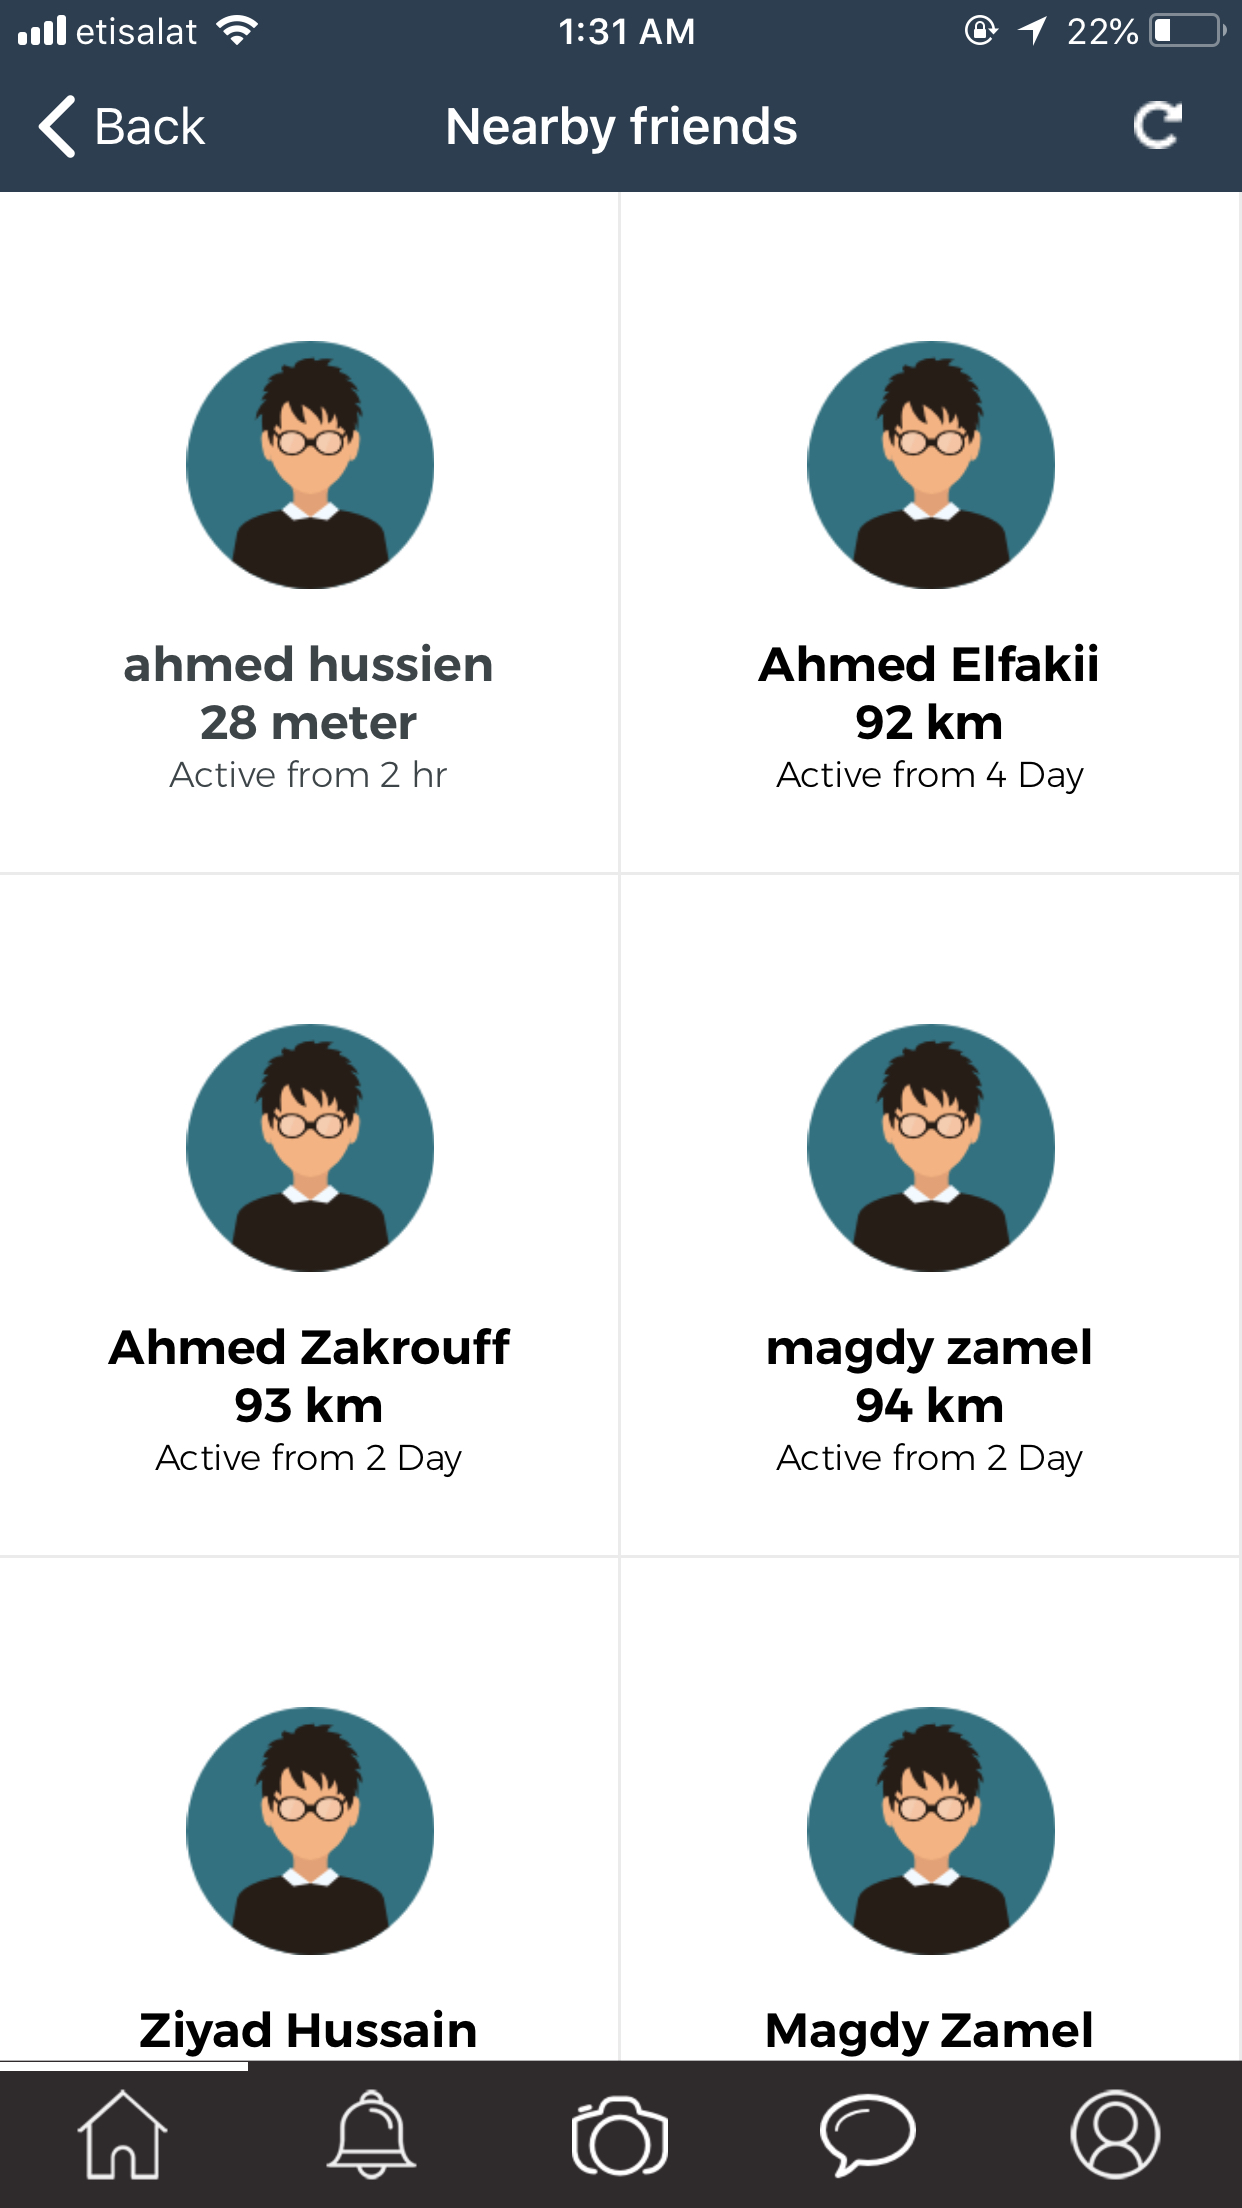 etisalat 1:31 AM 22%
Back Nearby friends
ahmed hussien
28 meter
Active from 2 hr
Ahmed Elfakii
92 km
Active from 4 Day
Ahmed Zakrouff
93 km
Active from 2 Day
magdy zamel
94 km
Active from 2 Day
Ziyad Hussain
Magdy Zamel